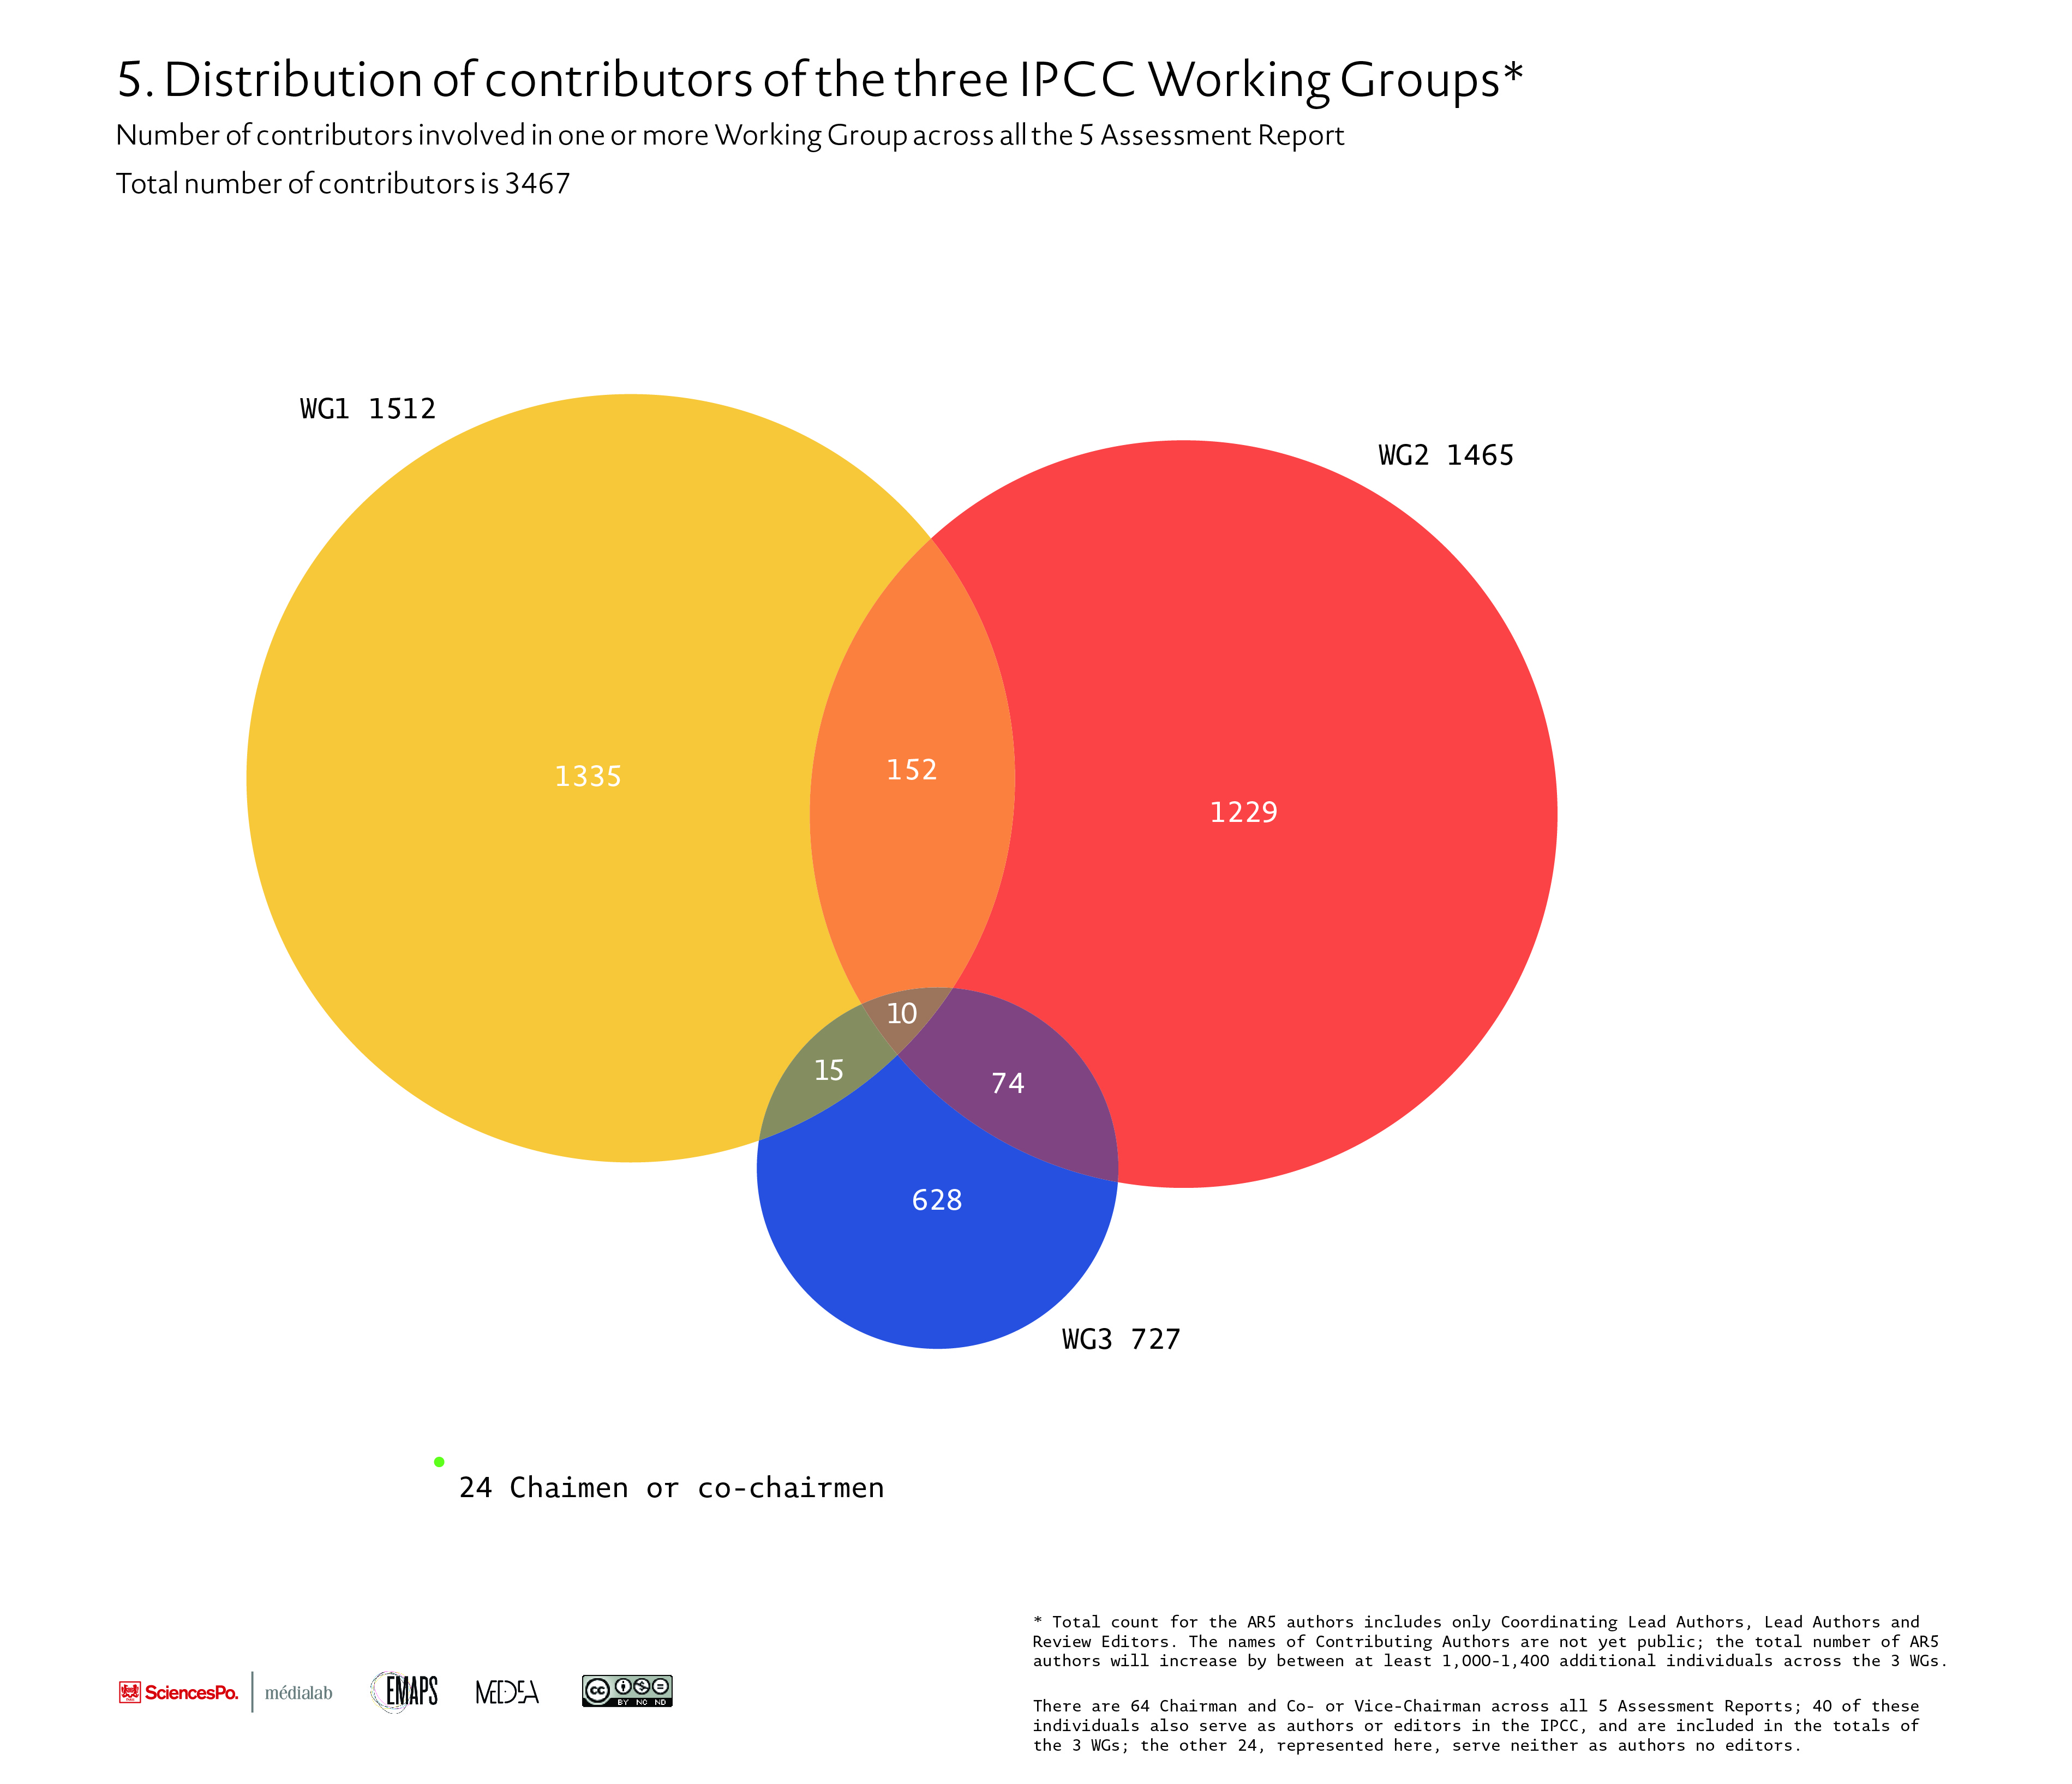 5. Distribution of contributors of the three IPCC Working Groups*
Number of contributors involved in one or more Working Group across all the 5 Assessment Report
Total number of contributors is 3467
WG1 1512
WG2 1465
1335
152
1229
10
15
74
628
WG3 727
24 Chaimen or co-chairmen
* Total count for the AR5 authors includes only Coordinating Lead Authors, Lead Authors and
Review Editors. The names of Contributing Authors are not yet public; the total number of AR5
authors will increase by between at least 1,000-1,400 additional individuals across the 3 WGs.
There are 64 Chairman and Co- or Vice-Chairman across all 5 Assessment Reports; 40 of these
individuals also serve as authors or editors in the IPCC, and are included in the totals of
the 3 WGs; the other 24, represented here, serve neither as authors no editors.
SciencesPo.
médialab
EMAPS
MEDEA
cc
BY NC ND